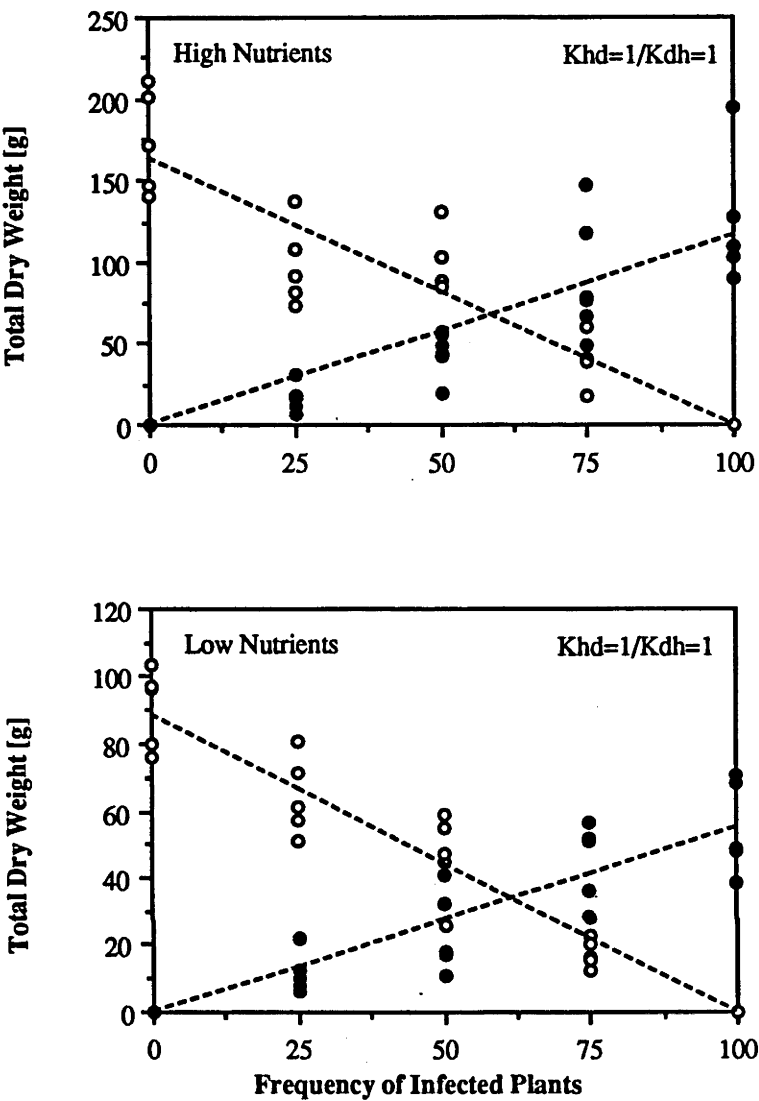 250
High Nutrients Khd=1/Kdh=1
200
150
100
50
0
0 25 50 75 100
Total Dry Weight [g]
120
Low Nutrients Khd=1/Kdh=1
100
80
60
40
20
0
0 25 50 75 100
Total Dry Weight [g]
Frequency of Infected Plants